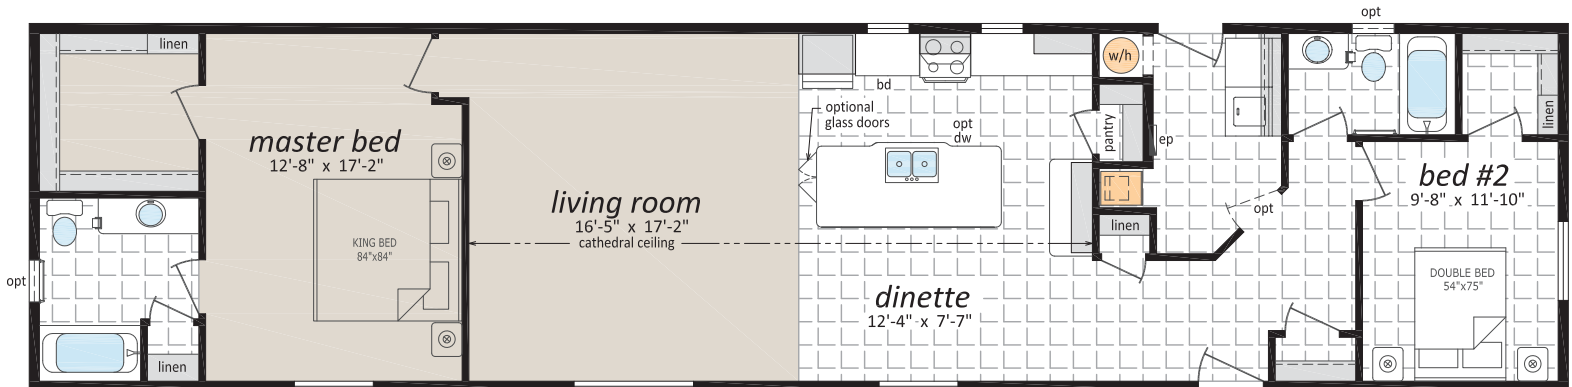 opt
linen
w/h
bd
optional
glass doors
opt
dw
pantry
ep
linen
master bed
12'-8" x 17'-2"
living room
16'-5" x 17'-2"
cathedral ceiling
bed #2
9'-8" x 11'-10"
opt
linen
KING BED
84"x84"
opt
DOUBLE BED
54"x75"
dinette
12'-4" x 7'-7"
linen